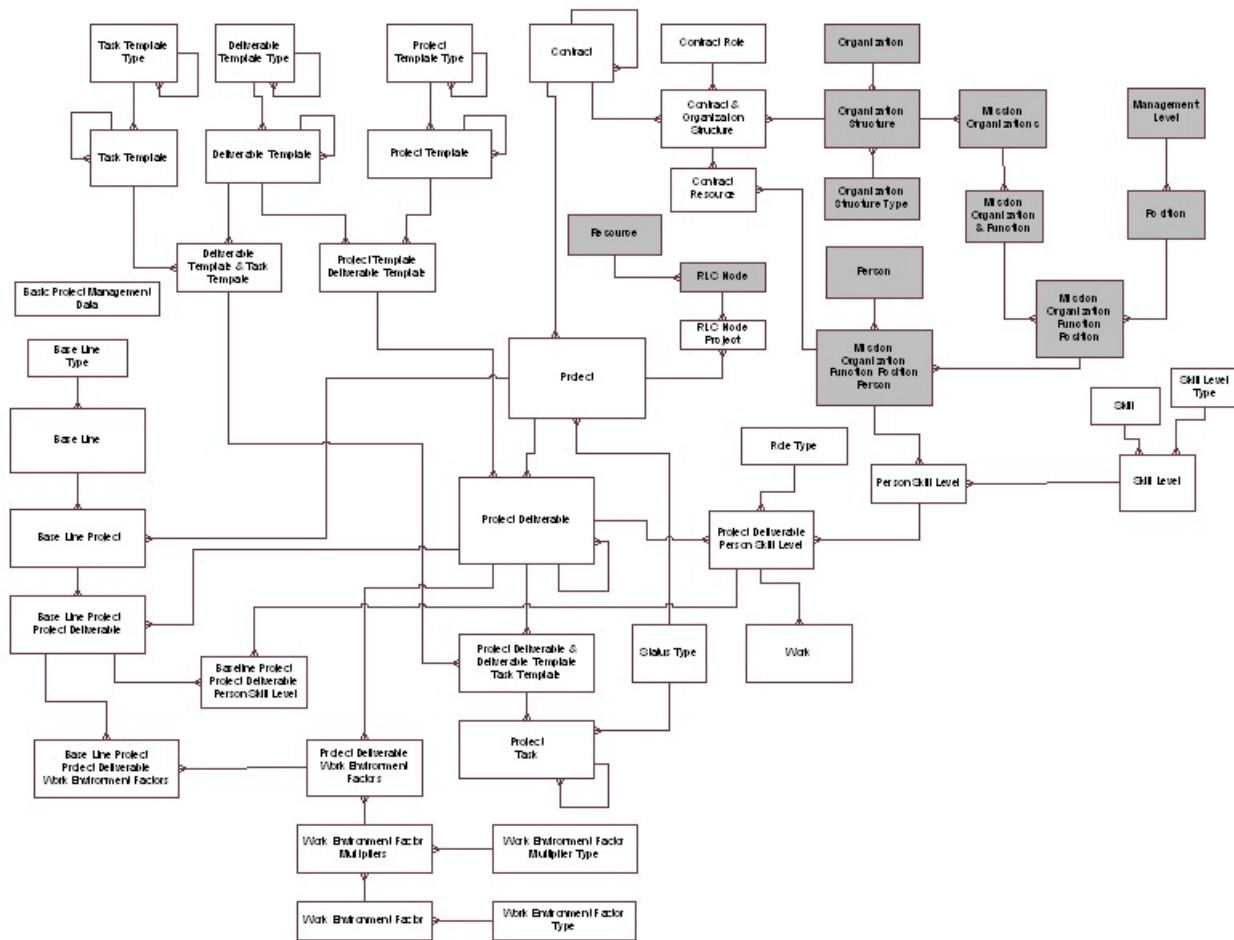 Task Template
Type
Deliverable
Template Type
Project
Template Type
Contract
Contract Role
Organization
Contract &
Organization
Structure
Organization
Structure
Mission
Organizations
Management
Level
Task Template
Deliverable Template
Project Template
Contract
Resource
Organization
Structure Type
Mission
Organization
& Function
Position
Resource
Deliverable
Template & Task
Template
Project Template
Deliverable Template
RLC Node
Person
Basic Project Management
Data
Mission
Organization
Function
Position
RLC Node
Project
Base Line
Type
Project
Mission
Organization
Function Position
Person
Skill Level
Type
Skill
Base Line
Role Type
Person Skill Level
Skill Level
Project Deliverable
Base Line Project
Project Deliverable
Person Skill Level
Base Line Project
Project Deliverable
Project Deliverable &
Deliverable Template
Task Template
Status Type
Work
Baseline Project
Project Deliverable
Person Skill Level
Project
Task
Base Line Project
Project Deliverable
Work Environment Factors
Project Deliverable
Work Environment
Factors
Work Environment Factor
Multipliers
Work Environment Factor
Multiplier Type
Work Environment Factor
Work Environment Factor
Type